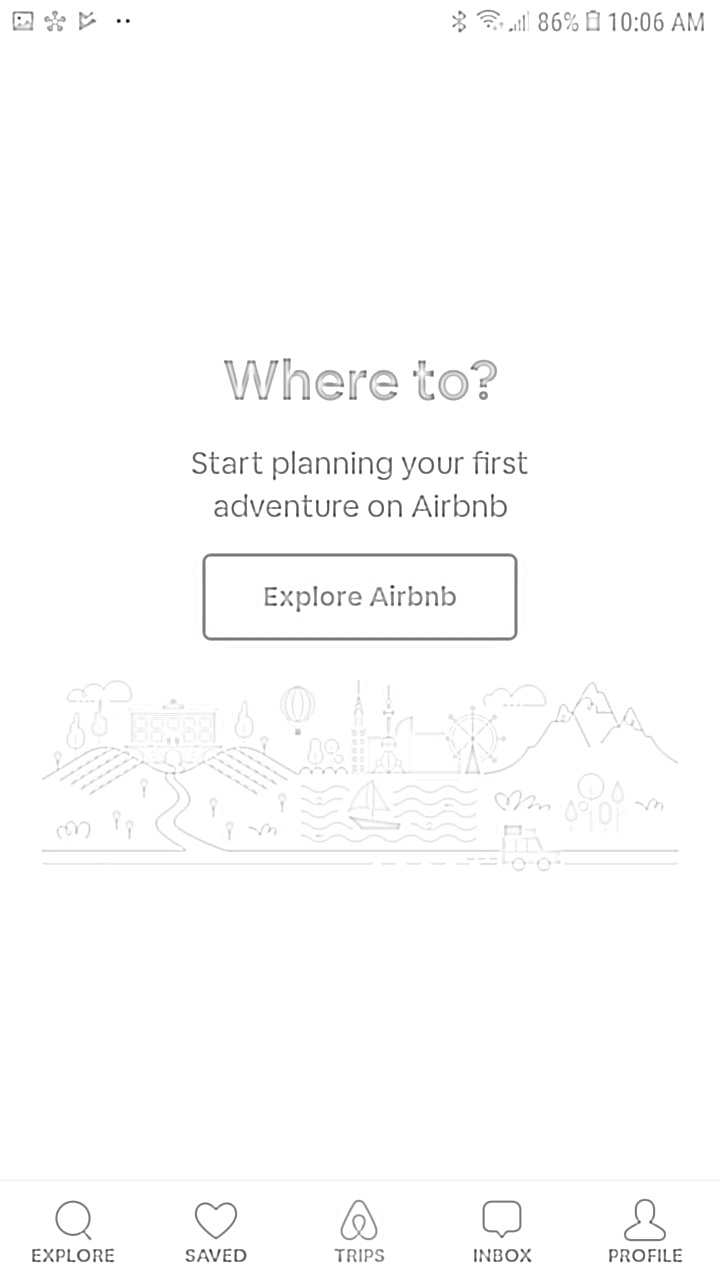 86% 10:06 AM
Where to?
Start planning your first
adventure on Airbnb
Explore Airbnb
EXPLORE SAVED TRIPS INBOX PROFILE